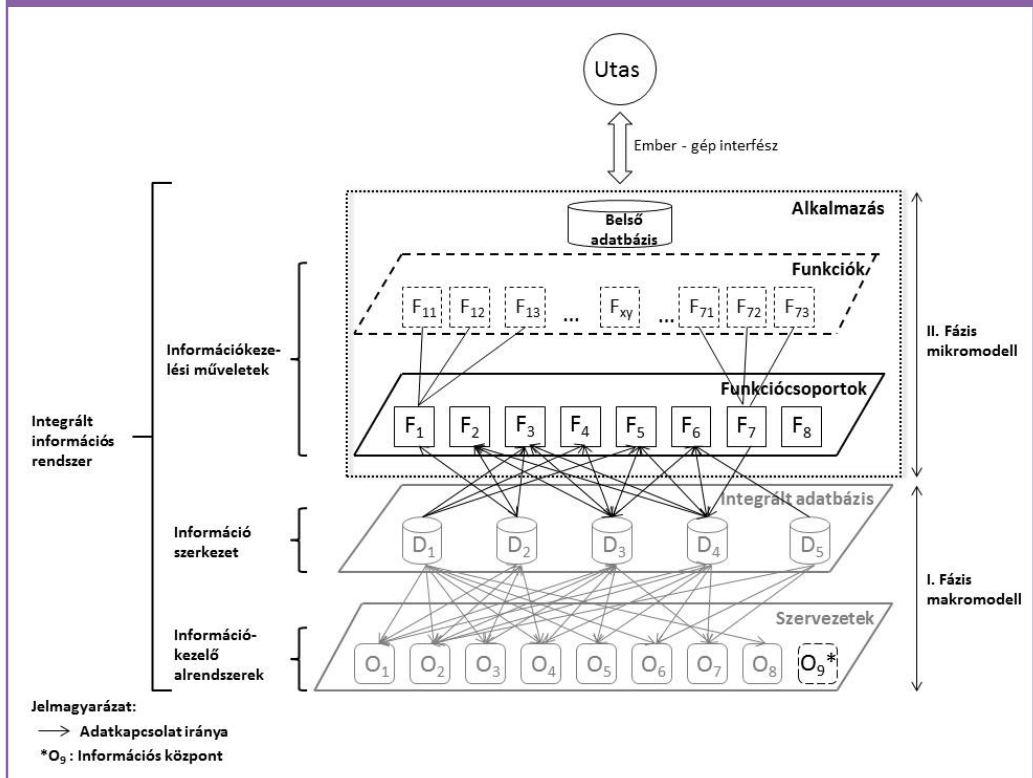 Utas
Ember - gép interfész
Alkalmazás
Belső
adatbázis
Funkciók
F11 F12 F13 ... Fxy ... F71 F72 F73
II. Fázis
mikromodell
Információkeze-
lési műveletek
Funkciócsoportok
F1 F2 F3 F4 F5 F6 F7 F8
Integrált
információs
rendszer
Integrált adatbázis
Információ
szerkezet
D1 D2 D3 D4 D5
I. Fázis
makromodell
Szervezetek
Információ-
kezelő
alrendszerek
O1 O2 O3 O4 O5 O6 O7 O8 O9*
Jelmagyarázat:
Adatkapcsolat iránya
*O9 : Információs központ